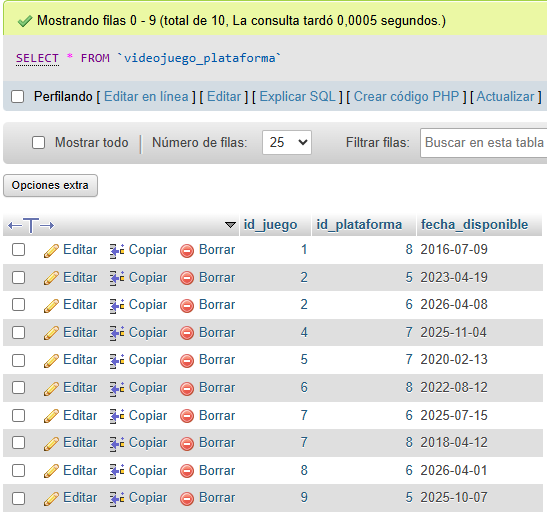 Mostrando filas 0 - 9 (total de 10, La consulta tardó 0,0005 segundos.)
SELECT * FROM `videojuego_plataforma`
Perfilando [ Editar en línea ] [ Editar ] [ Explicar SQL ] [ Crear código PHP ] [ Actualizar ]
Mostrar todo Número de filas: 25 Filtrar filas: Buscar en esta tabla
Opciones extra
id_juego id_plataforma fecha_disponible
Editar Copiar Borrar 1 8 2016-07-09
Editar Copiar Borrar 2 5 2023-04-19
Editar Copiar Borrar 2 6 2026-04-08
Editar Copiar Borrar 4 7 2025-11-04
Editar Copiar Borrar 5 7 2020-02-13
Editar Copiar Borrar 6 8 2022-08-12
Editar Copiar Borrar 7 6 2025-07-15
Editar Copiar Borrar 7 8 2018-04-12
Editar Copiar Borrar 8 6 2026-04-01
Editar Copiar Borrar 9 5 2025-10-07